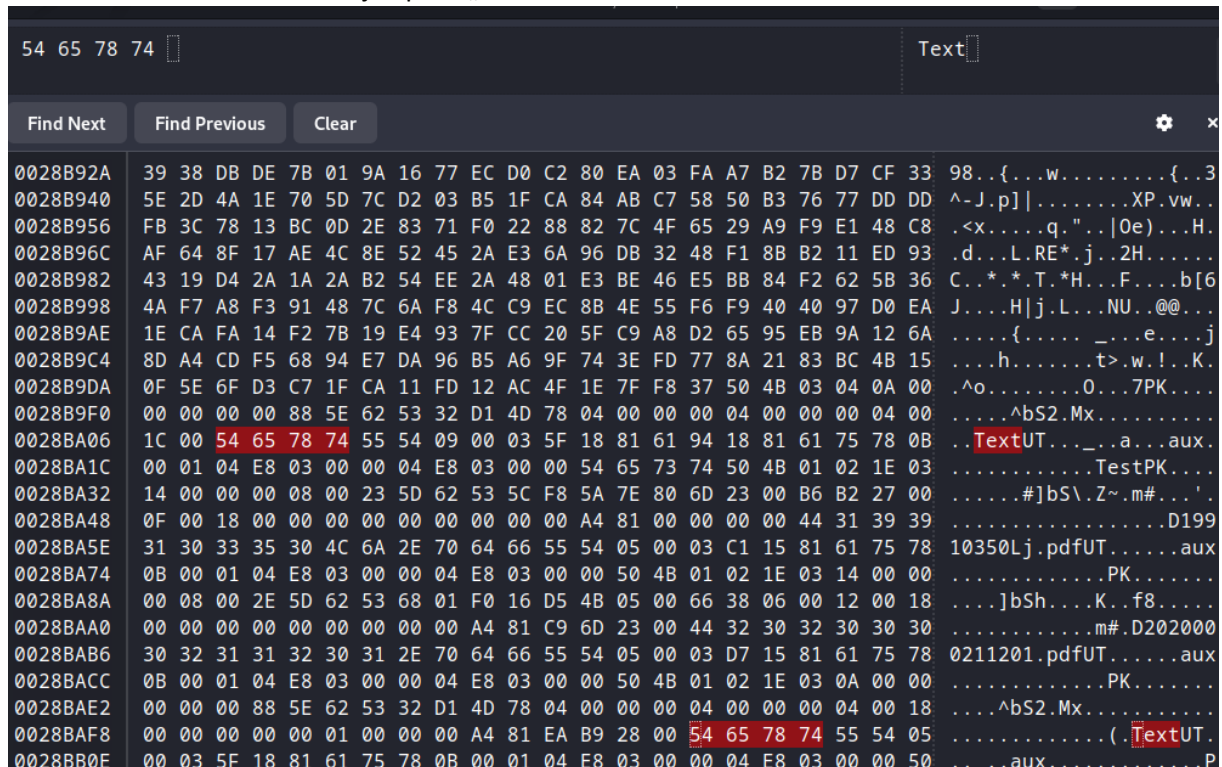 54 65 78 74
Text
Find Next Find Previous Clear
0028B92A 39 38 DB DE 7B 01 9A 16 77 EC D0 C2 80 EA 03 FA A7 B2 7B D7 CF 33 98..{...w.........{..3
0028B940 5E 2D 4A 1E 70 5D 7C D2 03 B5 1F CA 84 AB C7 58 50 B3 76 77 DD DD ^-J.p]|........XP.vw..
0028B956 FB 3C 78 13 BC 0D 2E 83 71 F0 22 88 82 7C 4F 65 29 A9 F9 E1 48 C8 .<x.....q."..|Oe)...H.
0028B96C AF 64 8F 17 AE 4C 8E 52 45 2A E3 6A 96 DB 32 48 F1 8B B2 11 ED 93 .d...L.RE*.j..2H......
0028B982 43 19 D4 2A 1A 2A B2 54 EE 2A 48 01 E3 BE 46 E5 BB 84 F2 62 5B 36 C..*.*.T.*H...F....b[6
0028B998 4A F7 A8 F3 91 48 7C 6A F8 4C C9 EC 8B 4E 55 F6 F9 40 40 97 D0 EA J....H|j.L...NU..@@...
0028B9AE 1E CA FA 14 F2 7B 19 E4 93 7F CC 20 5F C9 A8 D2 65 95 EB 9A 12 6A .....{..... _...e....j
0028B9C4 8D A4 CD F5 68 94 E7 DA 96 B5 A6 9F 74 3E FD 77 8A 21 83 BC 4B 15 ....h.......t>.w.!..K.
0028B9DA 0F 5E 6F D3 C7 1F CA 11 FD 12 AC 4F 1E 7F F8 37 50 4B 03 04 0A 00 .^o........O...7PK....
0028B9F0 00 00 00 00 88 5E 62 53 32 D1 4D 78 04 00 00 00 04 00 00 00 04 00 .....^bS2.Mx..........
0028BA06 1C 00 54 65 78 74 55 54 09 00 03 5F 18 81 61 94 18 81 61 75 78 0B ..TextUT..._..a...aux.
0028BA1C 00 01 04 E8 03 00 00 04 E8 03 00 00 54 65 73 74 50 4B 01 02 1E 03 ............TestPK....
0028BA32 14 00 00 00 08 00 23 5D 62 53 5C F8 5A 7E 80 6D 23 00 B6 B2 27 00 ......#]bS\.Z~.m#...'.
0028BA48 0F 00 18 00 00 00 00 00 00 00 00 00 A4 81 00 00 00 00 44 31 39 39 ..................D199
0028BA5E 31 30 33 35 30 4C 6A 2E 70 64 66 55 54 05 00 03 C1 15 81 61 75 78 10350Lj.pdfUT......aux
0028BA74 0B 00 01 04 E8 03 00 00 04 E8 03 00 00 50 4B 01 02 1E 03 14 00 00 .............PK.......
0028BA8A 00 08 00 2E 5D 62 53 68 01 F0 16 D5 4B 05 00 66 38 06 00 12 00 18 ....]bSh....K..f8.....
0028BAA0 00 00 00 00 00 00 00 00 00 A4 81 C9 6D 23 00 44 32 30 32 30 30 30 ............m#.D202000
0028BAB6 30 32 31 31 32 30 31 2E 70 64 66 55 54 05 00 03 D7 15 81 61 75 78 0211201.pdfUT......aux
0028BACC 0B 00 01 04 E8 03 00 00 04 E8 03 00 00 50 4B 01 02 1E 03 0A 00 00 .............PK.......
0028BAE2 00 00 00 88 5E 62 53 32 D1 4D 78 04 00 00 00 04 00 00 00 04 00 18 ....^bS2.Mx...........
0028BAF8 00 00 00 00 00 01 00 00 00 A4 81 EA B9 28 00 54 65 78 74 55 54 05 .............(.TextUT.
0028BB0E 00 03 5F 18 81 61 75 78 0B 00 01 04 E8 03 00 00 04 E8 03 00 00 50 .._..aux.............P